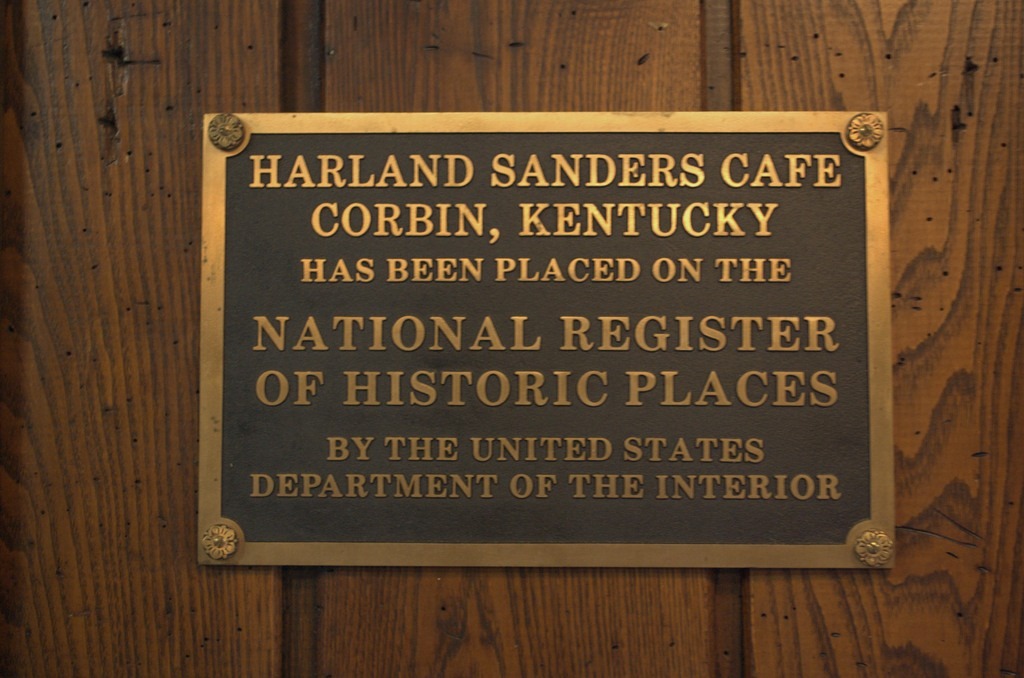 HARLAND SANDERS CAFE
CORBIN, KENTUCKY
HAS BEEN PLACED ON THE
NATIONAL REGISTER
OF HISTORIC PLACES
BY THE UNITED STATES
DEPARTMENT OF THE INTERIOR